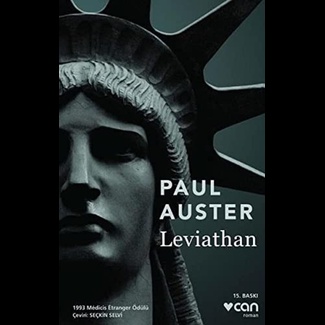 PAUL
AUSTER
Leviathan
15. BASKI
can
roman
1993 Médicis Étranger Ödülü
Çeviri: SEÇKİN SELVİ